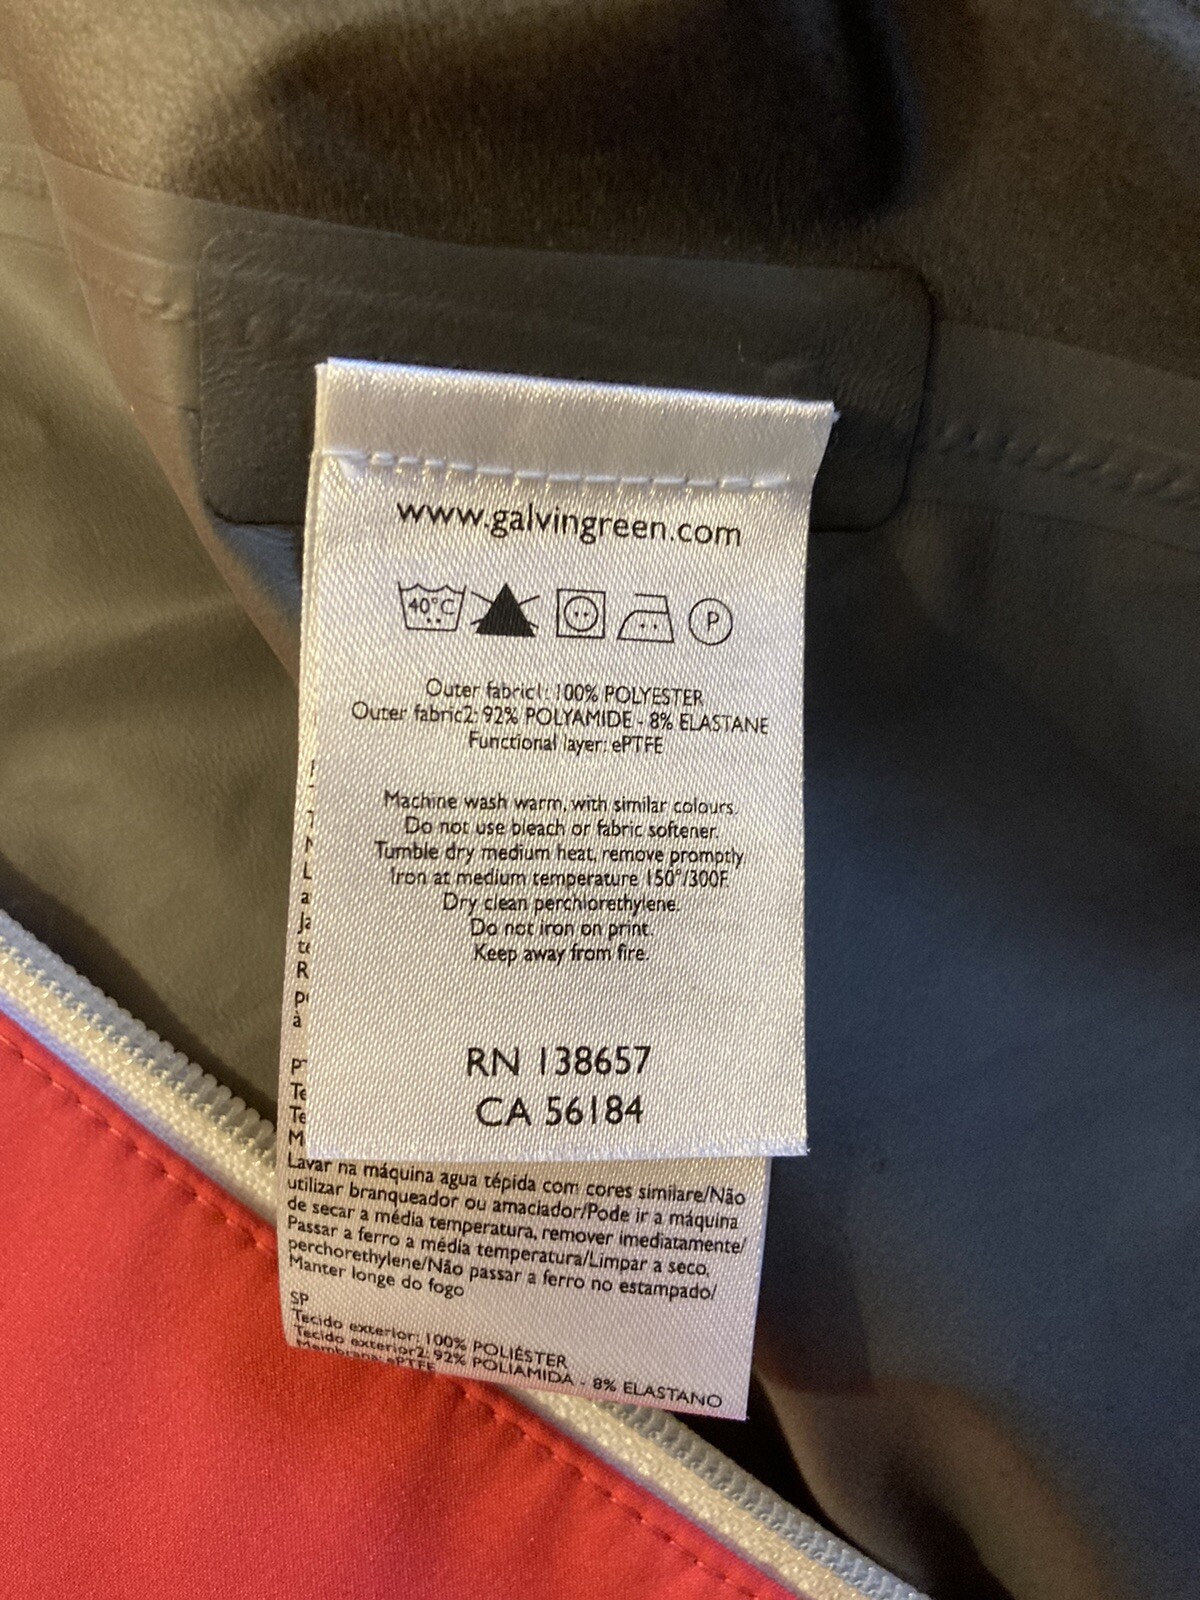 www.galvingreen.com
40°C P
Outer fabric1: 100% POLYESTER
Outer fabric2: 92% POLYAMIDE - 8% ELASTANE
Functional layer: ePTFE
Machine wash warm, with similar colours.
Do not use bleach or fabric softener.
Tumble dry medium heat, remove promptly
Iron at medium temperature 150°/300F.
Dry clean perchlorethylene.
Do not iron on print.
Keep away from fire.
RN 138657
CA 56184
Lavar na máquina agua tépida com cores similare/Não
utilizar branqueador ou amaciador/Pode ir a máquina
de secar a média temperatura, remover imediatamente/
Passar a ferro a média temperatura/Limpar a seco,
perchorethylene/Não passar a ferro no estampado/
Manter longe do fogo
SP
Tecido exterior: 100% POLIÉSTER
Tecido exterior2: 92% POLIAMIDA - 8% ELASTANO
Membrana: ePTFE